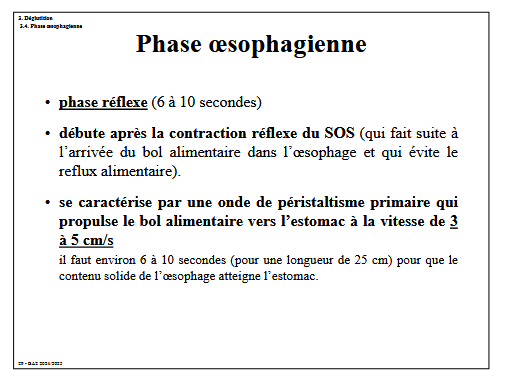 3. Déglutition
3.4. Phase œsophagienne
Phase œsophagienne
• phase réflexe (6 à 10 secondes)
• débute après la contraction réflexe du SOS (qui fait suite à
l’arrivée du bol alimentaire dans l’œsophage et qui évite le
reflux alimentaire).
• se caractérise par une onde de péristaltisme primaire qui
propulse le bol alimentaire vers l’estomac à la vitesse de 3
à 5 cm/s
il faut environ 6 à 10 secondes (pour une longueur de 25 cm) pour que le
contenu solide de l’œsophage atteigne l’estomac.